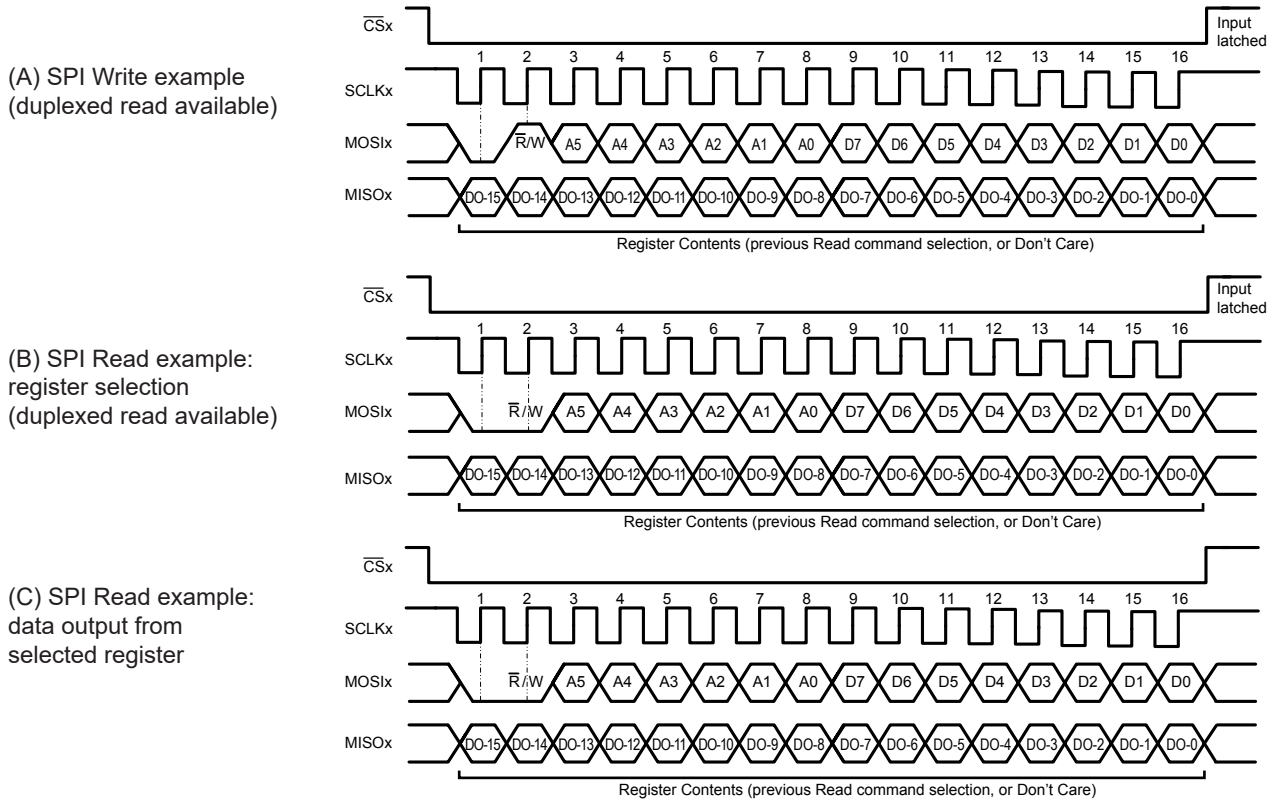 (A) SPI Write example
(duplexed read available)
CSx
Input
latched
1 2 3 4 5 6 7 8 9 10 11 12 13 14 15 16
SCLKx
MOSIx R/W A5 A4 A3 A2 A1 A0 D7 D6 D5 D4 D3 D2 D1 D0
MISOx DO-15 DO-14 DO-13 DO-12 DO-11 DO-10 DO-9 DO-8 DO-7 DO-6 DO-5 DO-4 DO-3 DO-2 DO-1 DO-0
Register Contents (previous Read command selection, or Don't Care)
(B) SPI Read example:
register selection
(duplexed read available)
CSx
Input
latched
1 2 3 4 5 6 7 8 9 10 11 12 13 14 15 16
SCLKx
MOSIx R/W A5 A4 A3 A2 A1 A0 D7 D6 D5 D4 D3 D2 D1 D0
MISOx DO-15 DO-14 DO-13 DO-12 DO-11 DO-10 DO-9 DO-8 DO-7 DO-6 DO-5 DO-4 DO-3 DO-2 DO-1 DO-0
Register Contents (previous Read command selection, or Don't Care)
(C) SPI Read example:
data output from
selected register
CSx
1 2 3 4 5 6 7 8 9 10 11 12 13 14 15 16
SCLKx
MOSIx R/W A5 A4 A3 A2 A1 A0 D7 D6 D5 D4 D3 D2 D1 D0
MISOx DO-15 DO-14 DO-13 DO-12 DO-11 DO-10 DO-9 DO-8 DO-7 DO-6 DO-5 DO-4 DO-3 DO-2 DO-1 DO-0
Register Contents (previous Read command selection, or Don't Care)